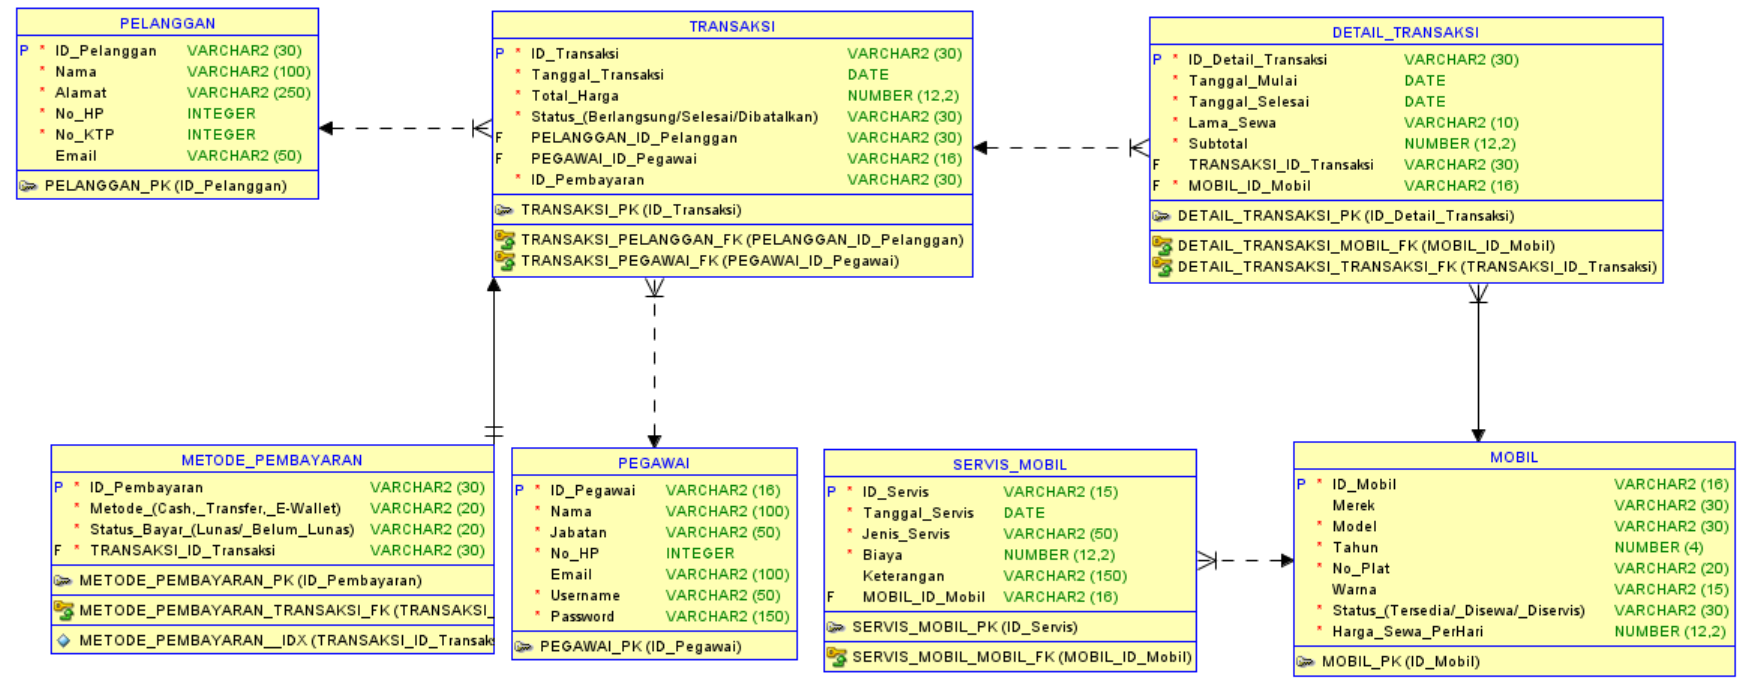 PELANGGAN
P * ID_Pelanggan VARCHAR2 (30)
* Nama VARCHAR2 (100)
* Alamat VARCHAR2 (250)
* No_HP INTEGER
* No_KTP INTEGER
Email VARCHAR2 (50)
PELANGGAN_PK (ID_Pelanggan)
TRANSAKSI
P * ID_Transaksi VARCHAR2 (30)
* Tanggal_Transaksi DATE
* Total_Harga NUMBER (12,2)
* Status_(Berlangsung/Selesai/Dibatalkan) VARCHAR2 (30)
F PELANGGAN_ID_Pelanggan VARCHAR2 (30)
F PEGAWAI_ID_Pegawai VARCHAR2 (16)
* ID_Pembayaran VARCHAR2 (30)
TRANSAKSI_PK (ID_Transaksi)
TRANSAKSI_PELANGGAN_FK (PELANGGAN_ID_Pelanggan)
TRANSAKSI_PEGAWAI_FK (PEGAWAI_ID_Pegawai)
DETAIL_TRANSAKSI
P * ID_Detail_Transaksi VARCHAR2 (30)
* Tanggal_Mulai DATE
* Tanggal_Selesai DATE
* Lama_Sewa VARCHAR2 (10)
* Subtotal NUMBER (12,2)
F TRANSAKSI_ID_Transaksi VARCHAR2 (30)
F * MOBIL_ID_Mobil VARCHAR2 (16)
DETAIL_TRANSAKSI_PK (ID_Detail_Transaksi)
DETAIL_TRANSAKSI_MOBIL_FK (MOBIL_ID_Mobil)
DETAIL_TRANSAKSI_TRANSAKSI_FK (TRANSAKSI_ID_Transaksi)
METODE_PEMBAYARAN
P * ID_Pembayaran VARCHAR2 (30)
* Metode_(Cash,_Transfer,_E-Wallet) VARCHAR2 (20)
* Status_Bayar_(Lunas/_Belum_Lunas) VARCHAR2 (20)
F * TRANSAKSI_ID_Transaksi VARCHAR2 (30)
METODE_PEMBAYARAN_PK (ID_Pembayaran)
METODE_PEMBAYARAN_TRANSAKSI_FK (TRANSAKSI_
METODE_PEMBAYARAN__IDX (TRANSAKSI_ID_Transak
PEGAWAI
P * ID_Pegawai VARCHAR2 (16)
* Nama VARCHAR2 (100)
* Jabatan VARCHAR2 (50)
* No_HP INTEGER
Email VARCHAR2 (100)
* Username VARCHAR2 (50)
* Password VARCHAR2 (150)
PEGAWAI_PK (ID_Pegawai)
SERVIS_MOBIL
P * ID_Servis VARCHAR2 (15)
* Tanggal_Servis DATE
* Jenis_Servis VARCHAR2 (50)
* Biaya NUMBER (12,2)
Keterangan VARCHAR2 (150)
F MOBIL_ID_Mobil VARCHAR2 (16)
SERVIS_MOBIL_PK (ID_Servis)
SERVIS_MOBIL_MOBIL_FK (MOBIL_ID_Mobil)
MOBIL
P * ID_Mobil VARCHAR2 (16)
Merek VARCHAR2 (30)
* Model VARCHAR2 (30)
* Tahun NUMBER (4)
* No_Plat VARCHAR2 (20)
Warna VARCHAR2 (15)
* Status_(Tersedia/_Disewa/_Diservis) VARCHAR2 (30)
* Harga_Sewa_PerHari NUMBER (12,2)
MOBIL_PK (ID_Mobil)